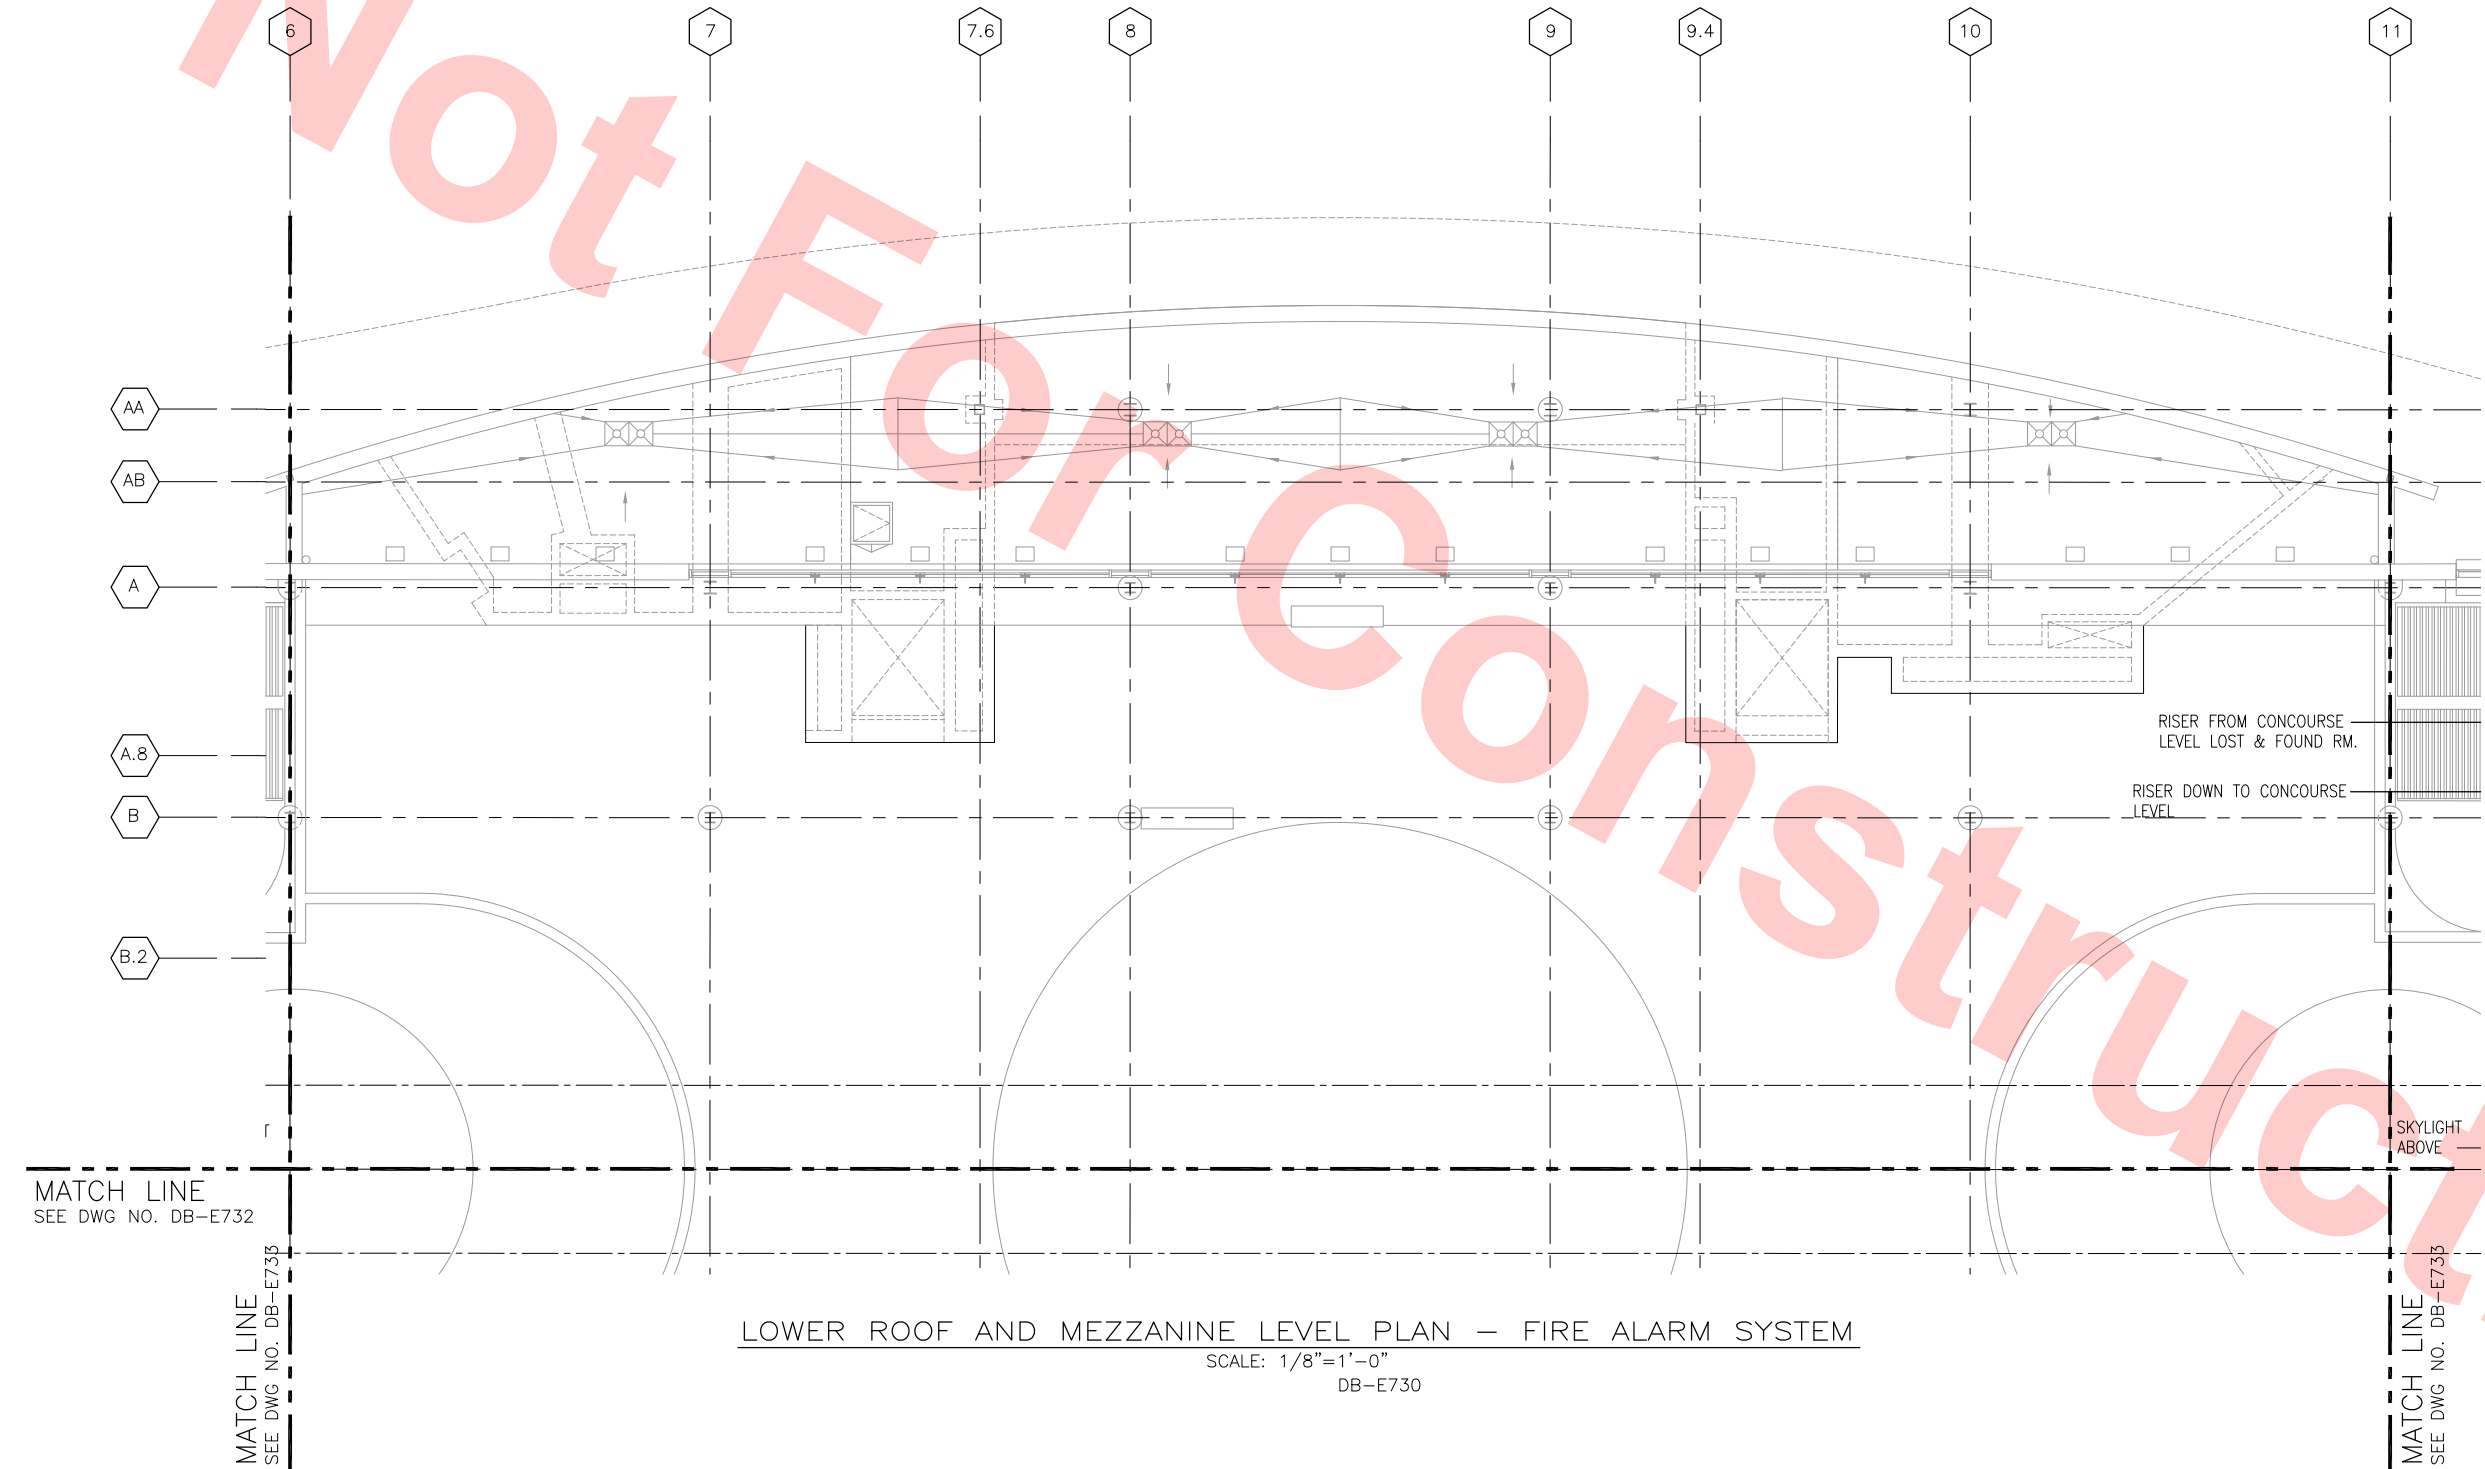 6
7
7.6
8
9
9.4
10
11
AA
AB
A
A.8
B
B.2
Not For Construct
RISER FROM CONCOURSE
LEVEL LOST & FOUND RM.
RISER DOWN TO CONCOURSE
LEVEL
SKYLIGHT
ABOVE
MATCH LINE
SEE DWG NO. DB-E732
MATCH LINE
SEE DWG NO. DB-E733
MATCH LINE
SEE DWG NO. DB-E733
LOWER ROOF AND MEZZANINE LEVEL PLAN – FIRE ALARM SYSTEM
SCALE: 1/8"=1'-0"
DB-E730